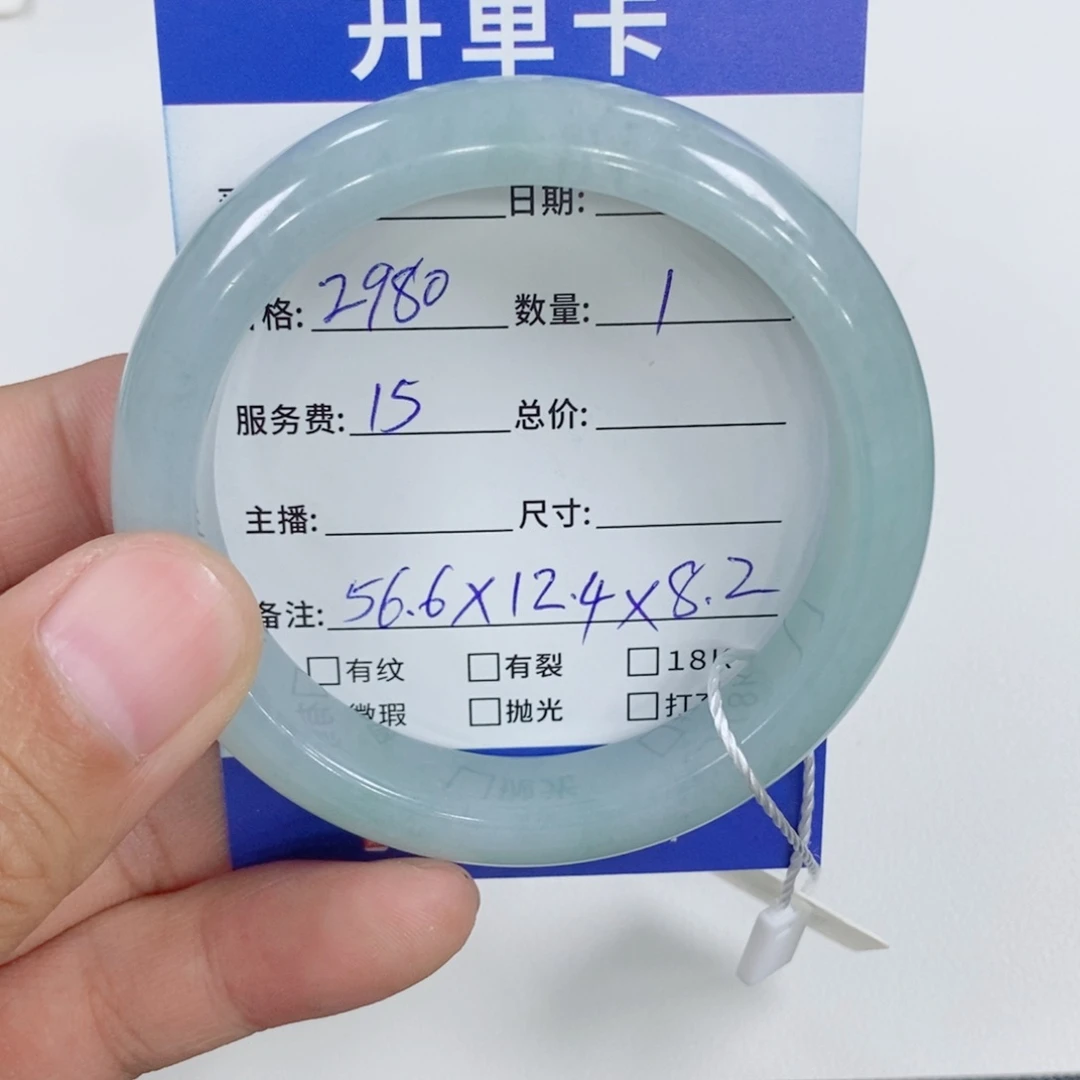 开单卡
日期:
格: 2980 数量: 1
服务费: 15 总价:
主播: 尺寸:
备注: 56.6X12.4X8.2
□有纹 □有裂 □18K
微瑕 □抛光 □打